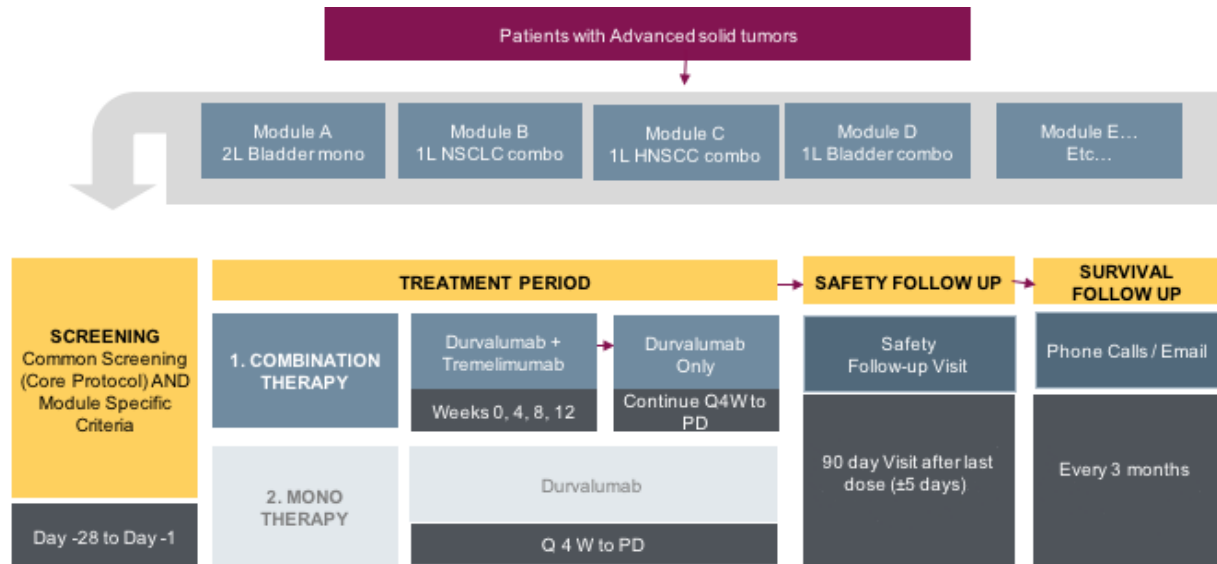 Patients with Advanced solid tumors
Module A
2L Bladder mono
Module B
1L NSCLC combo
Module C
1L HNSCC combo
Module D
1L Bladder combo
Module E...
Etc...
SCREENING
Common Screening
(Core Protocol) AND
Module Specific
Criteria
Day -28 to Day -1
TREATMENT PERIOD
1. COMBINATION
THERAPY
Durvalumab +
Tremelimumab
Weeks 0, 4, 8, 12
Durvalumab
Only
Continue Q4W to
PD
2. MONO
THERAPY
Durvalumab
Q 4 W to PD
SAFETY FOLLOW UP
Safety
Follow-up Visit
90 day Visit after last
dose (±5 days)
SURVIVAL
FOLLOW UP
Phone Calls / Email
Every 3 months